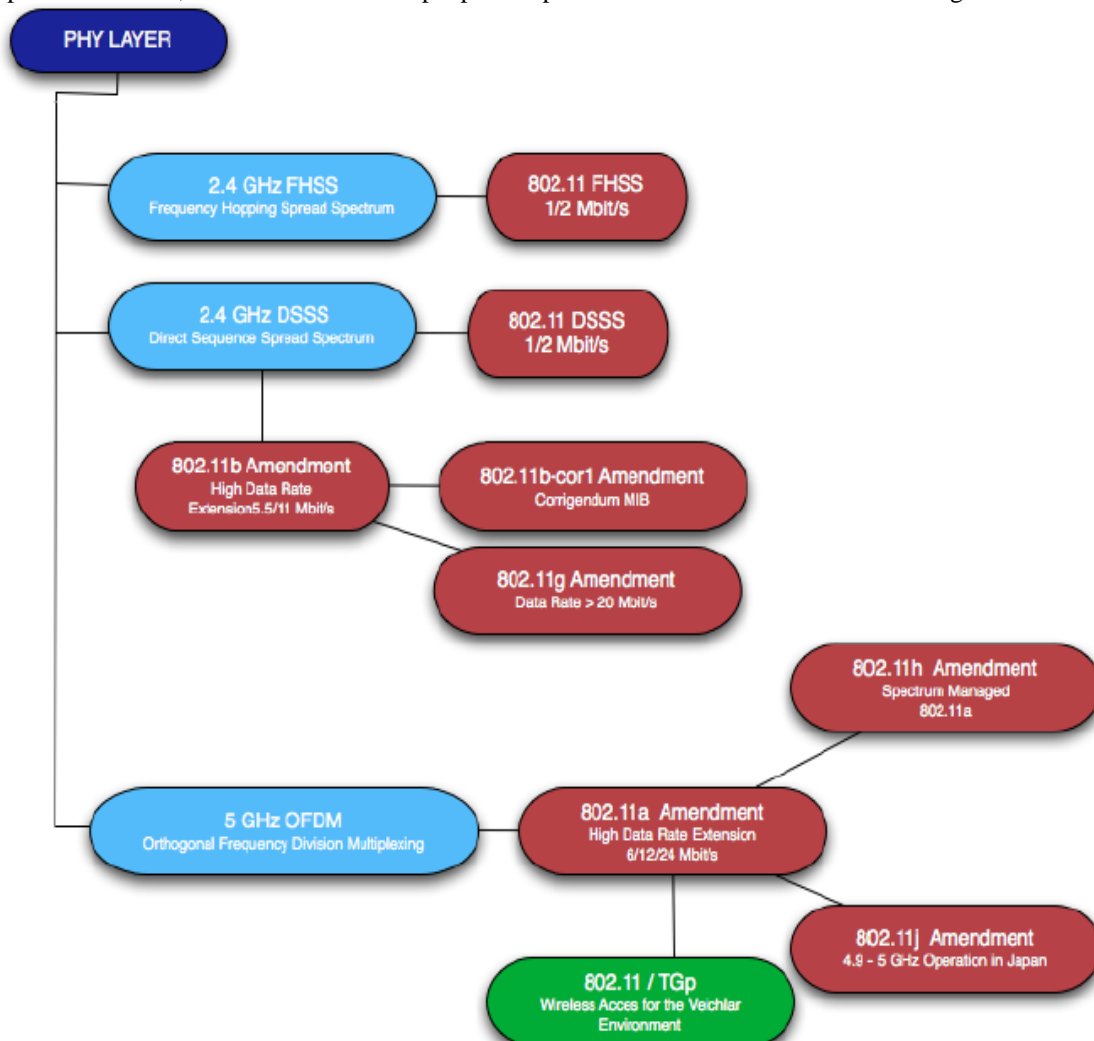 PHY LAYER
2.4 GHz FHSS
Frequency Hopping Spread Spectrum
802.11 FHSS
1/2 Mbit/s
2.4 GHz DSSS
Direct Sequence Spread Spectrum
802.11 DSSS
1/2 Mbit/s
802.11b Amendment
High Data Rate
Extension5.5/11 Mbit/s
802.11b-cor1 Amendment
Corrigendum MIB
802.11g Amendment
Data Rate > 20 Mbit/s
802.11h Amendment
Spectrum Managed
802.11a
5 GHz OFDM
Orthogonal Frequency Division Multiplexing
802.11a Amendment
High Data Rate Extension
6/12/24 Mbit/s
802.11j Amendment
4.9 - 5 GHz Operation in Japan
802.11 / TGp
Wireless Acces for the Veichlar
Environment